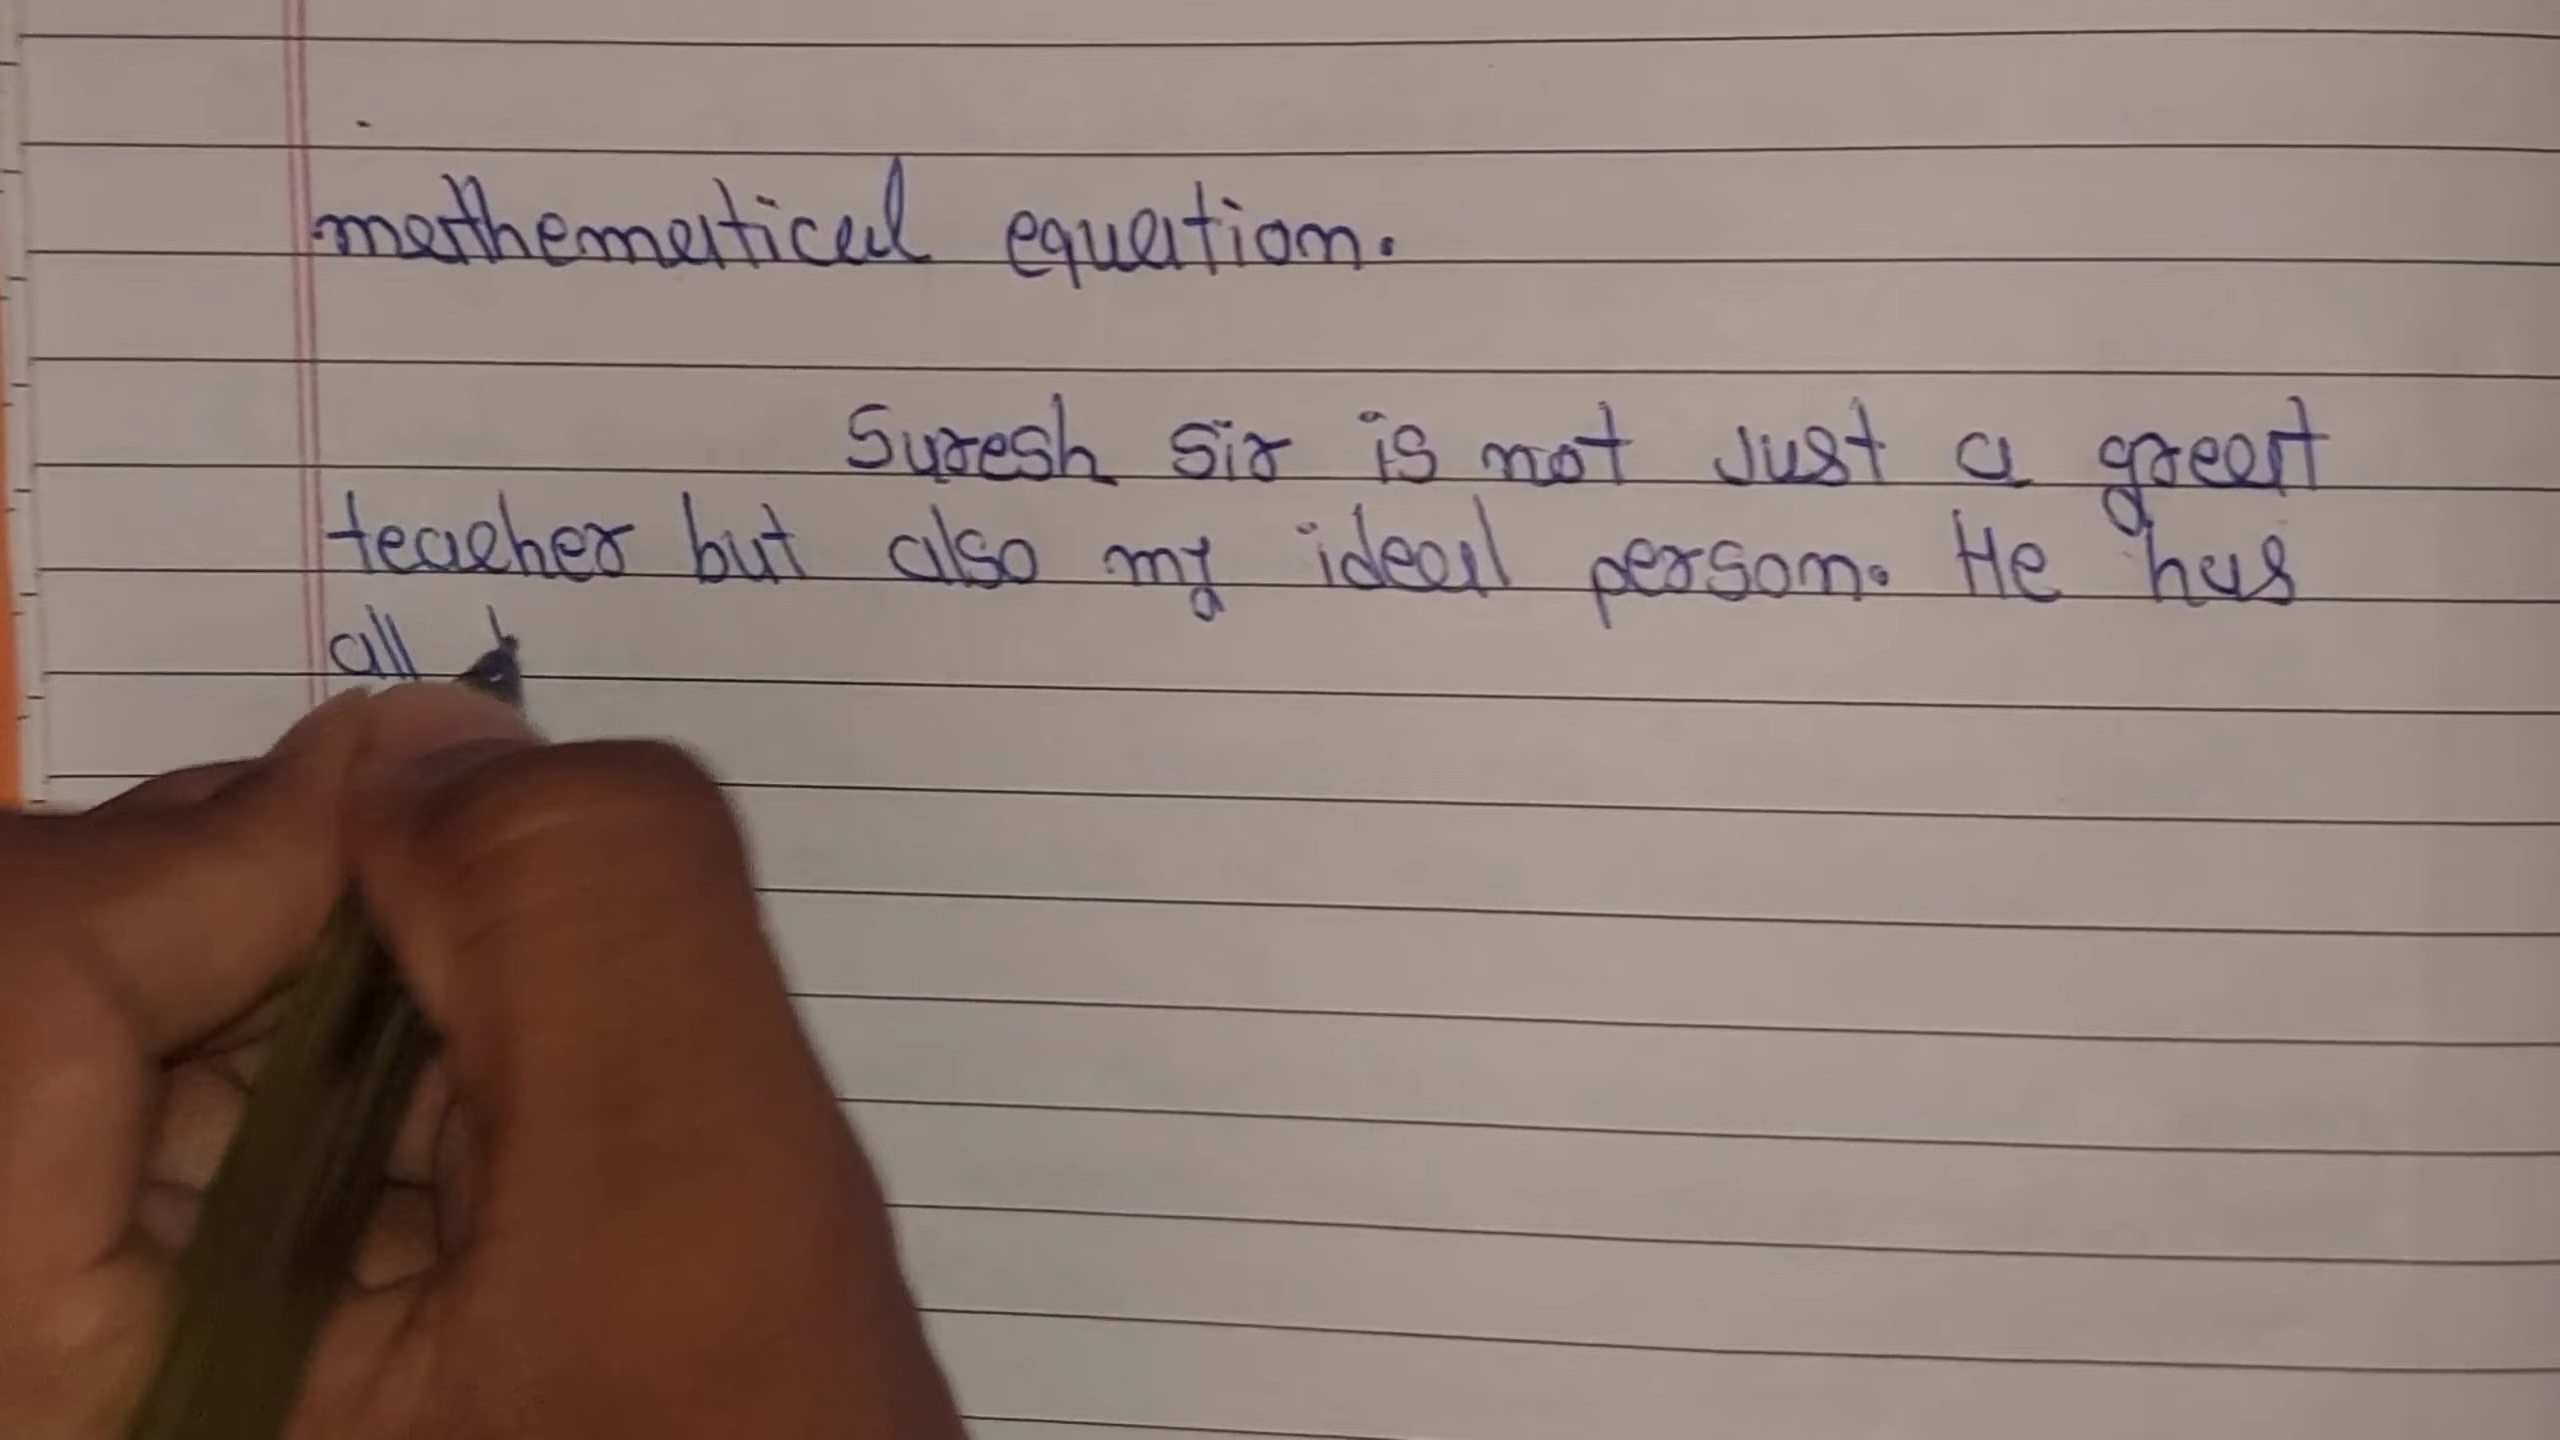 mathematical equation.
Suresh sir is not Just a great
teacher but also my ideal person. He has
all